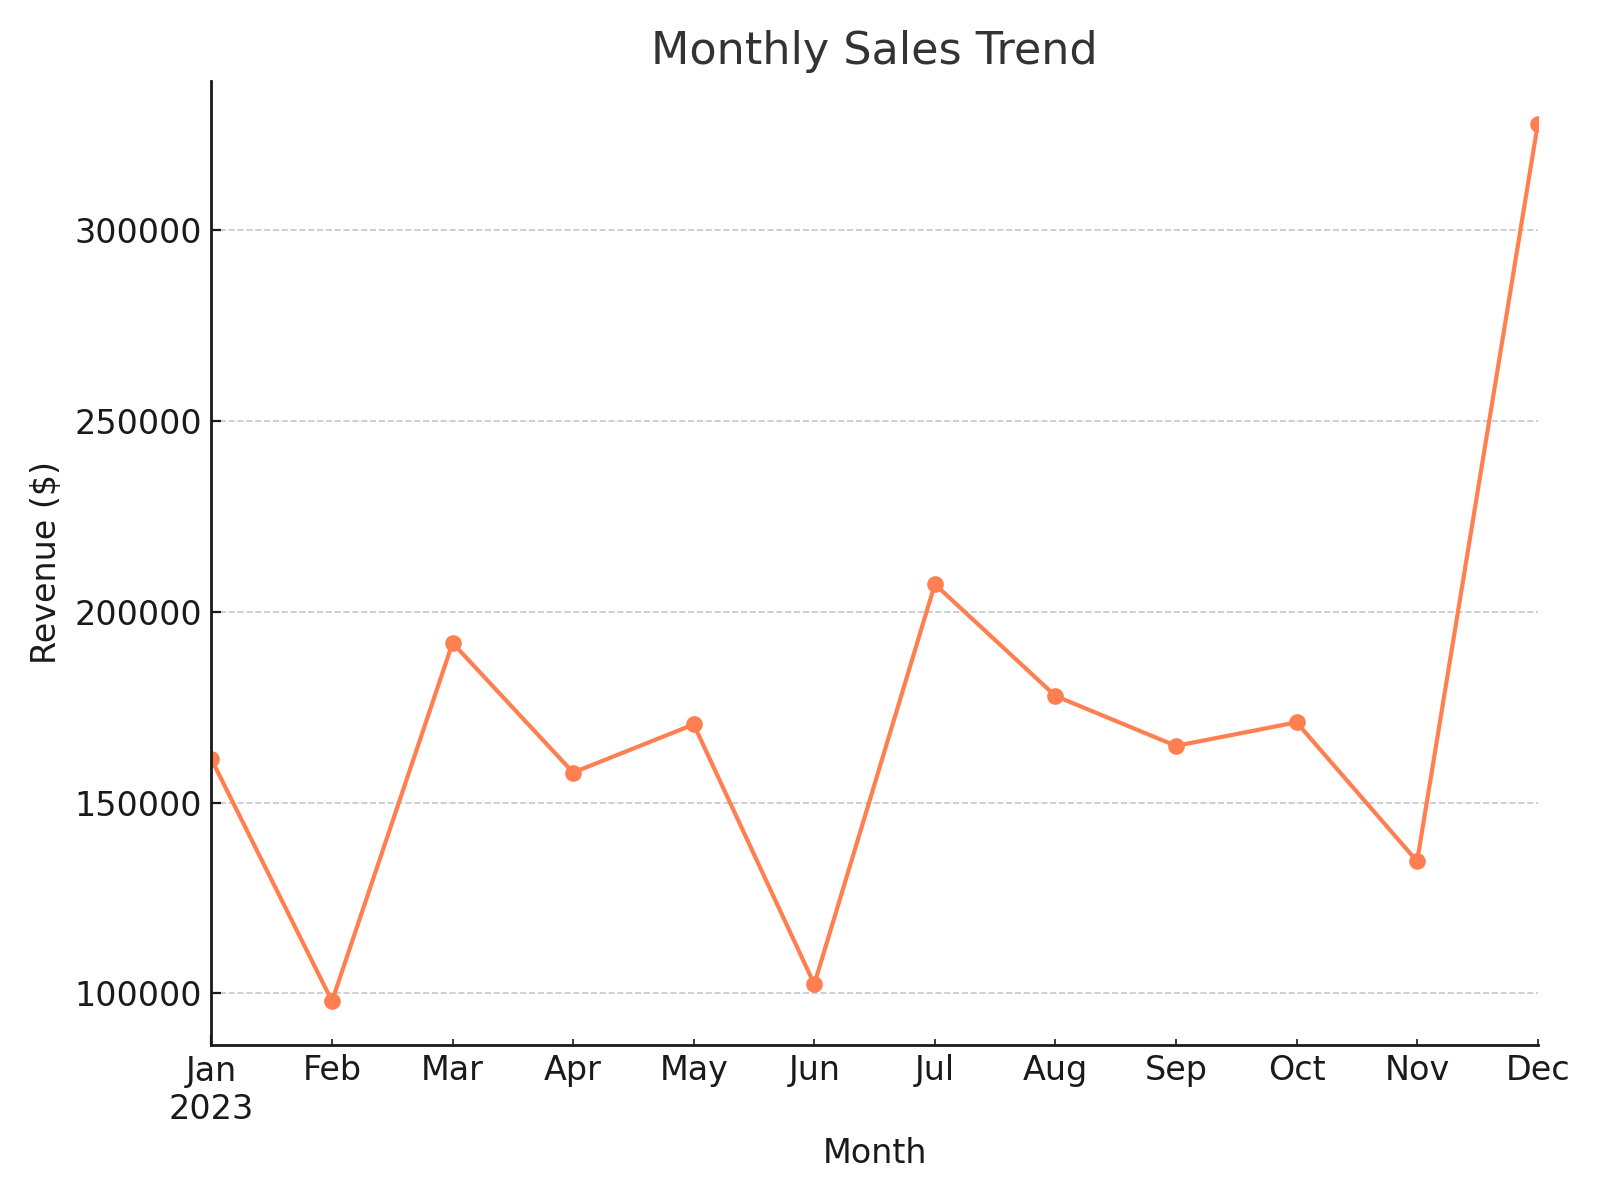 Monthly Sales Trend
Revenue ($)
300000
250000
200000
150000
100000
Jan Feb Mar Apr May Jun Jul Aug Sep Oct Nov Dec
2023
Month